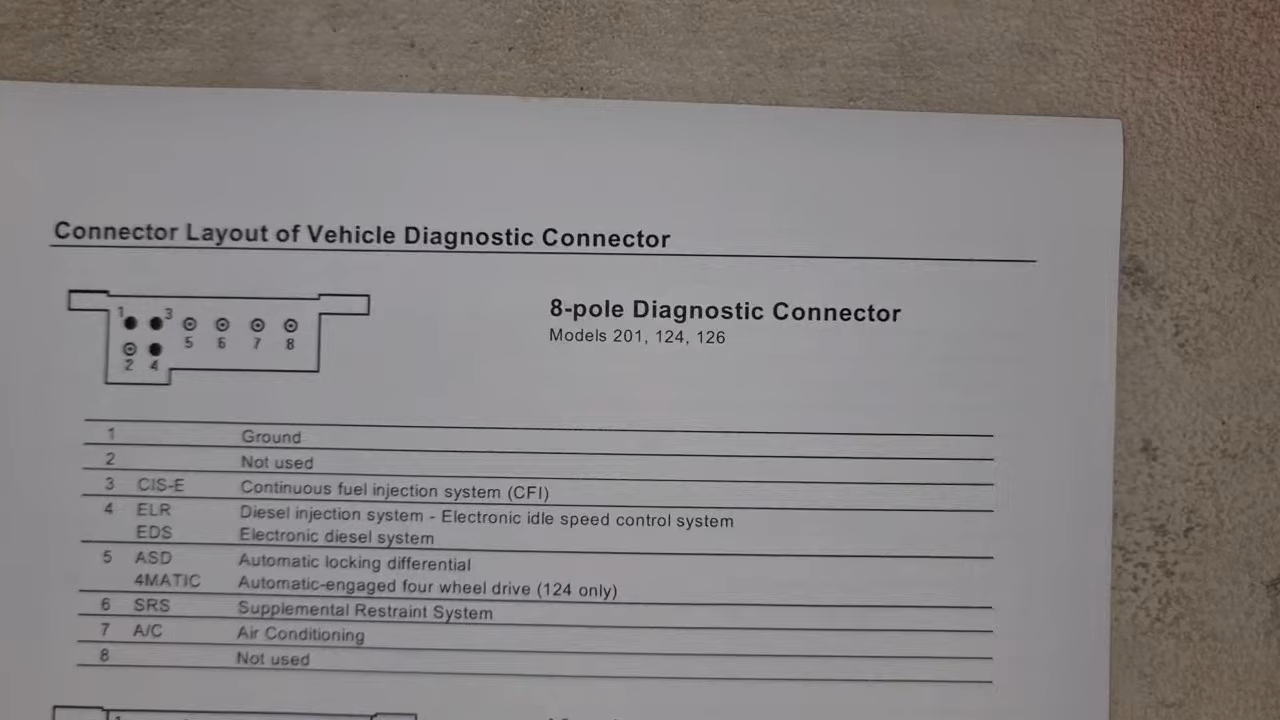 Connector Layout of Vehicle Diagnostic Connector
8-pole Diagnostic Connector
Models 201, 124, 126
1 3 5 6 7 8
2 4
1 Ground
2 Not used
3 CIS-E Continuous fuel injection system (CFI)
4 ELR Diesel injection system - Electronic idle speed control system
EDS Electronic diesel system
5 ASD Automatic locking differential
4MATIC Automatic-engaged four wheel drive (124 only)
6 SRS Supplemental Restraint System
7 A/C Air Conditioning
8 Not used